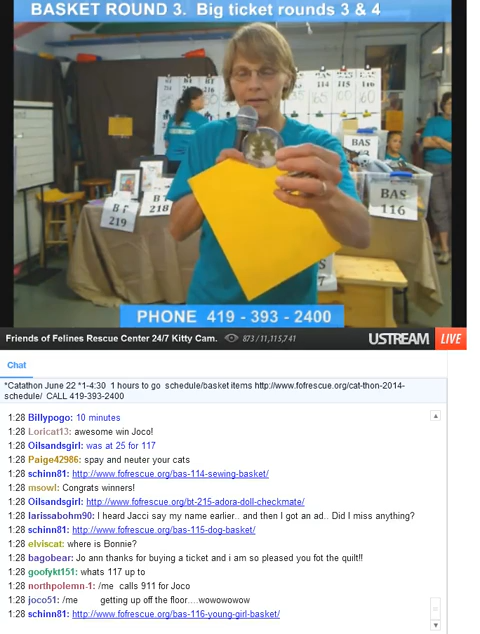 BASKET ROUND 3.  Big ticket rounds 3 & 4
BT
219
BT
218
BAS
BAS
116
PHONE  419 - 393 - 2400
Friends of Felines Rescue Center 24/7 Kitty Cam. 873 / 11,115,741 USTREAM LIVE
Chat
*Catathon June 22 *1-4:30  1 hours to go  schedule/basket items http://www.fofrescue.org/cat-thon-2014-
schedule/  CALL 419-393-2400
1:28 Billypogo: 10 minutes
1:28 Loricat13: awesome win Joco!
1:28 Oilsandsgirl: was at 25 for 117
1:28 Paige42986: spay and neuter your cats
1:28 schinn81: http://www.fofrescue.org/bas-114-sewing-basket/
1:28 msowl: Congrats winners!
1:28 Oilsandsgirl: http://www.fofrescue.org/bt-215-adora-doll-checkmate/
1:28 larissabohm90: I heard Jacci say my name earlier.. and then I got an ad.. Did I miss anything?
1:28 schinn81: http://www.fofrescue.org/bas-115-dog-basket/
1:28 elviscat: where is Bonnie?
1:28 bagobear: Jo ann thanks for buying a ticket and i am so pleased you fot the quilt!!
1:28 goofykt151: whats 117 up to
1:28 northpolemn-1: /me  calls 911 for Joco
1:28 joco51: /me        getting up off the floor....wowowowow
1:28 schinn81: http://www.fofrescue.org/bas-116-young-girl-basket/